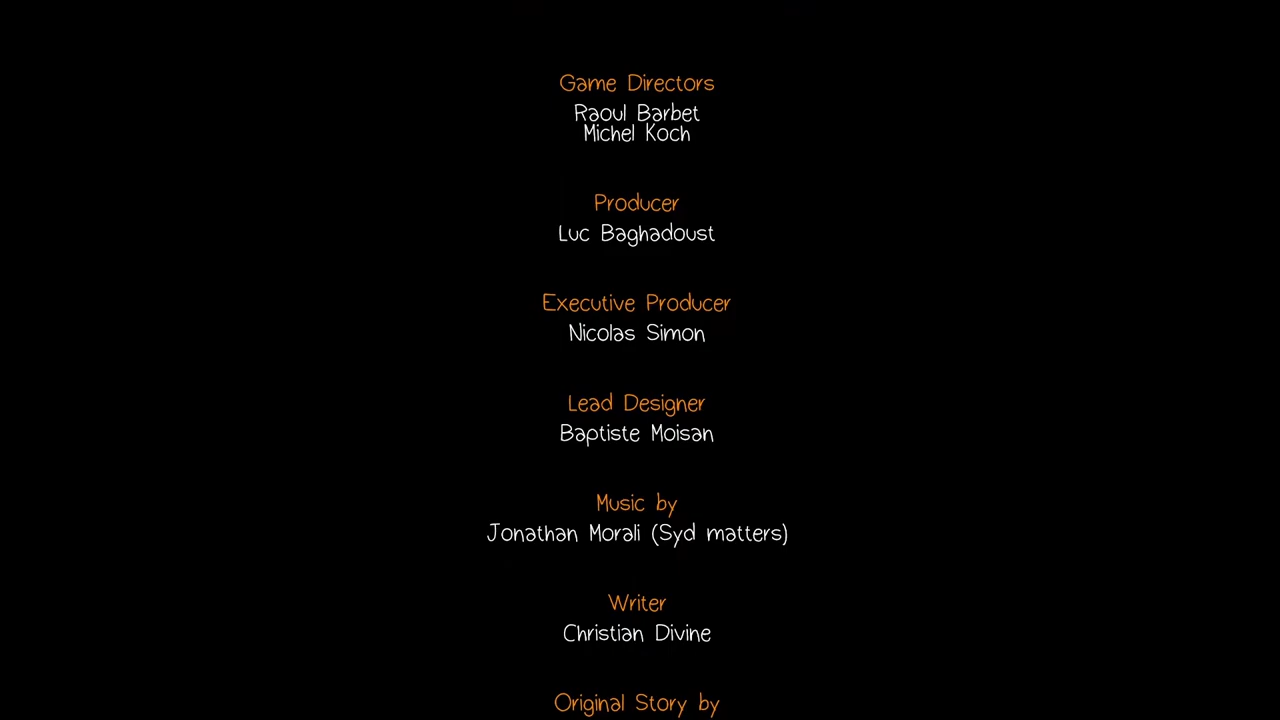 Game Directors
Raoul Barbet
Michel Koch
Producer
Luc Baghadoust
Executive Producer
Nicolas Simon
Lead Designer
Baptiste Moisan
Music by
Jonathan Morali (Syd matters)
Writer
Christian Divine
Original Story by